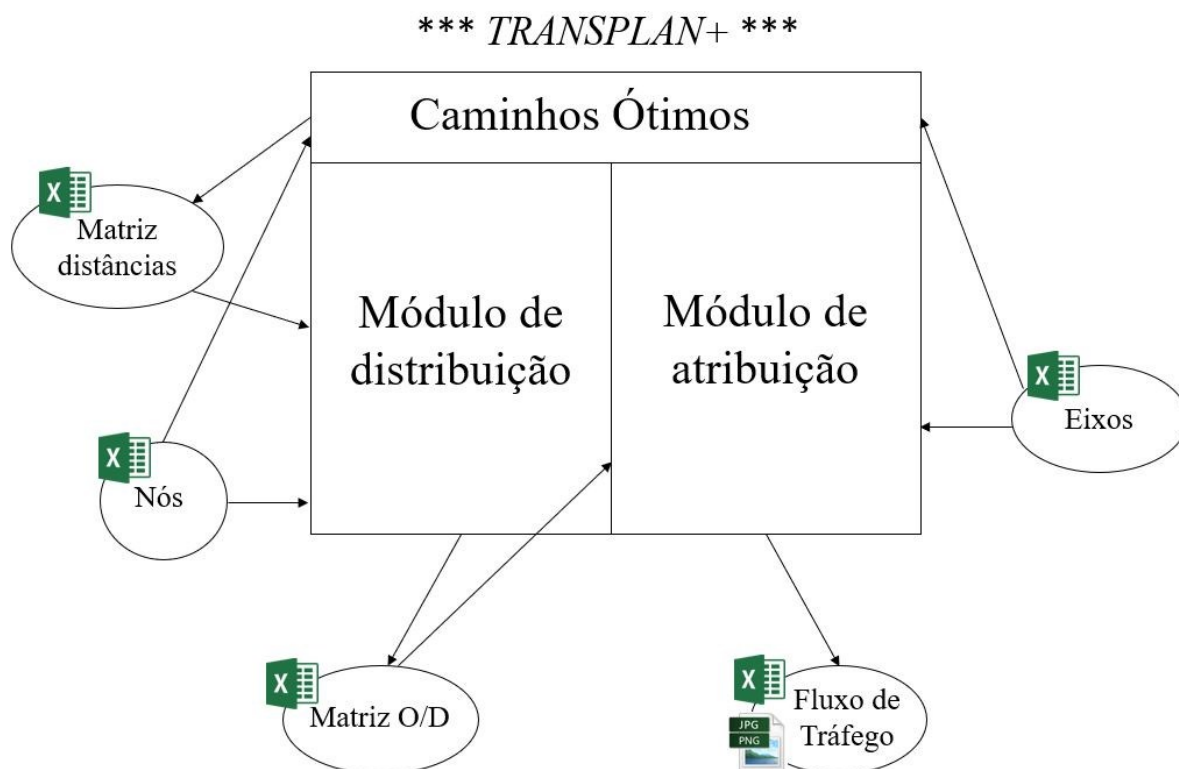 *** TRANSPLAN+ ***
Caminhos Ótimos
X
Matriz
distâncias
Módulo de
distribuição
Módulo de
atribuição
X
Eixos
X
Nós
X
Matriz O/D
X
Fluxo de
Tráfego
JPG
PNG